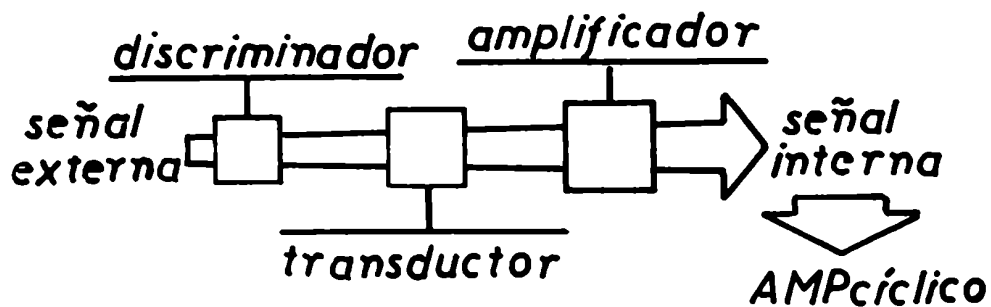 discriminador
amplificador
señal
externa
transductor
señal
interna
AMPcíclico